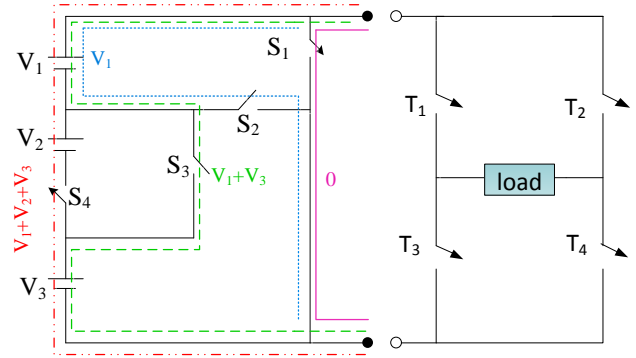 V₁
V₁
S₁
S₂
V₂
S₃
V₁+V₃
S₄
V₁+V₂+V₃
0
V₃
T₁
T₂
load
T₃
T₄